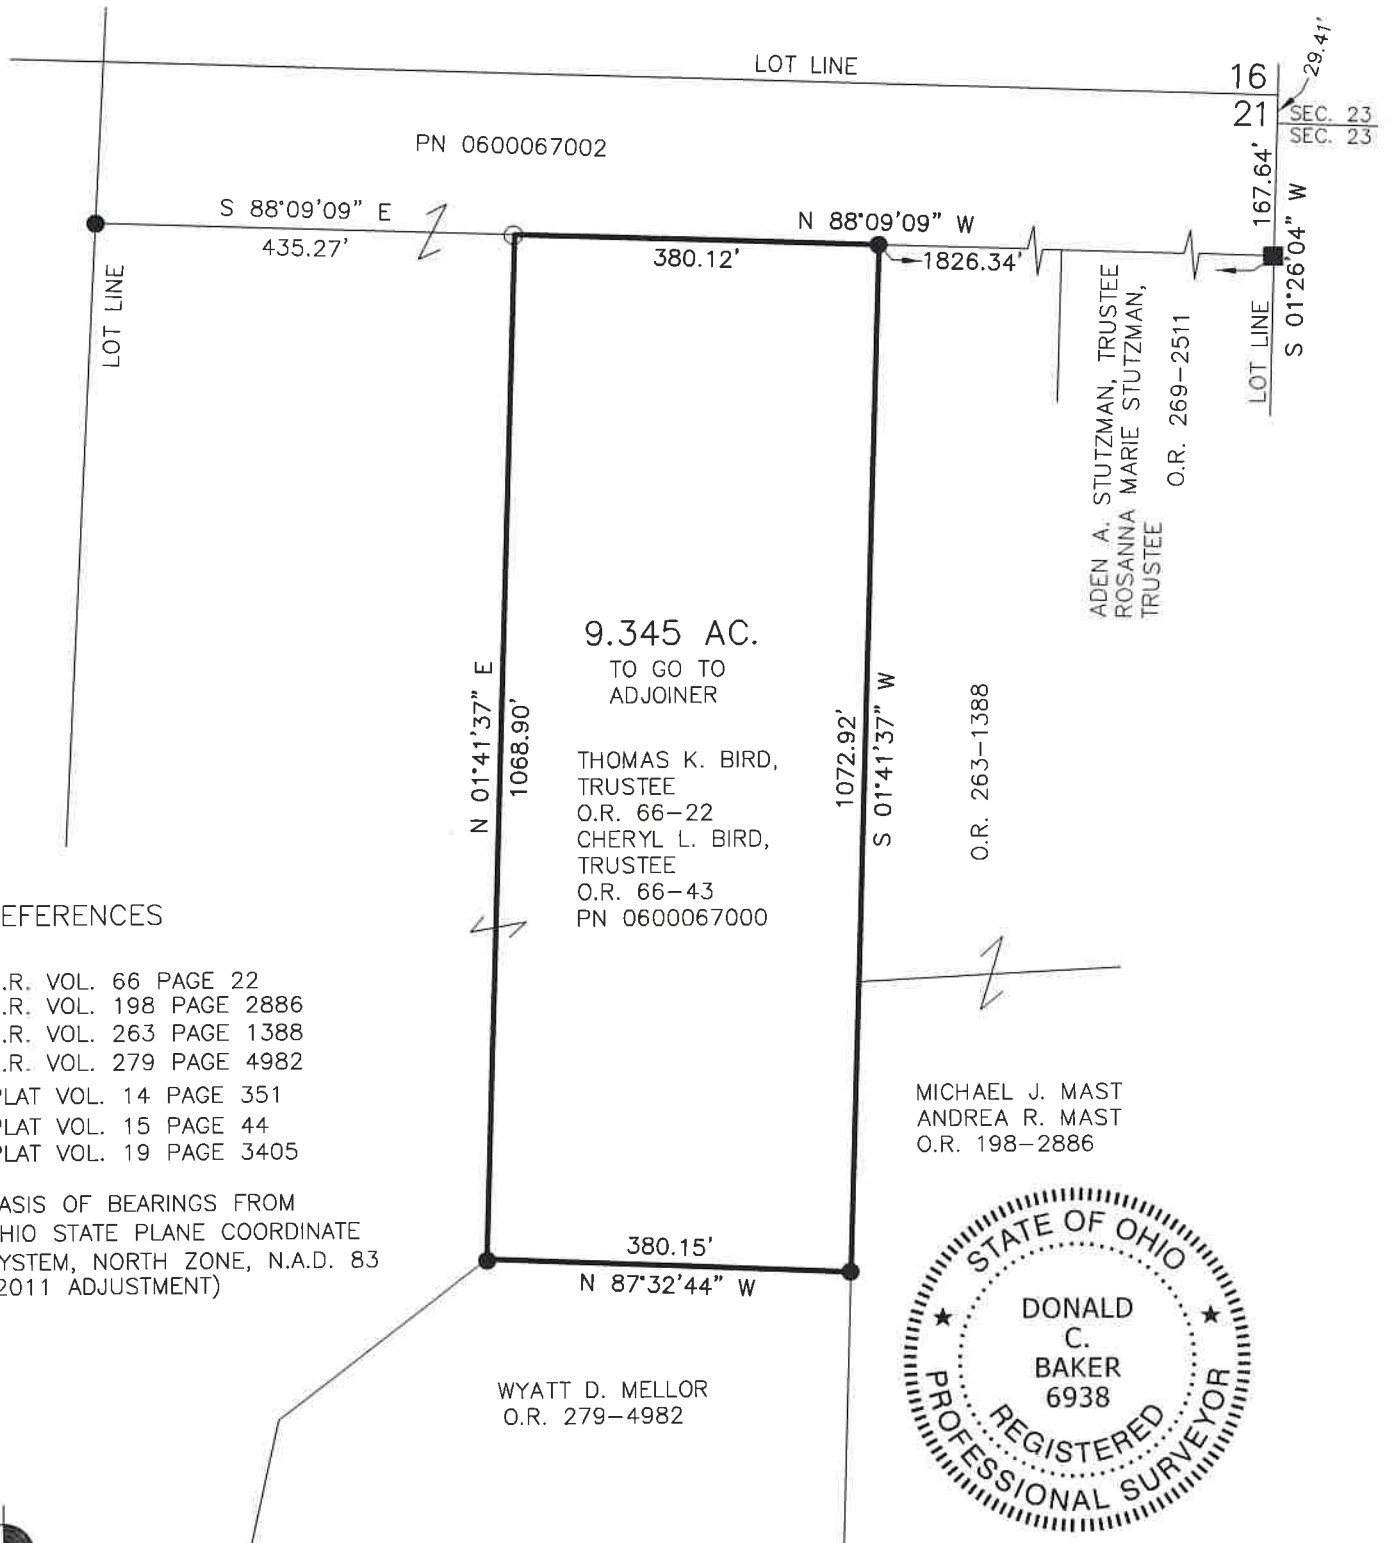 LOT LINE
16
29.41'
21
SEC. 23
SEC. 23
PN 0600067002
167.64'
S 01°26'04" W
S 88°09'09" E
435.27'
N 88°09'09" W
380.12'
1826.34'
LOT LINE
LOT LINE
ADEN A. STUTZMAN, TRUSTEE
ROSANNA MARIE STUTZMAN,
TRUSTEE
O.R. 269-2511
9.345 AC.
TO GO TO
ADJOINER
N 01°41'37" E
1068.90'
1072.92'
S 01°41'37" W
O.R. 263-1388
THOMAS K. BIRD,
TRUSTEE
O.R. 66-22
CHERYL L. BIRD,
TRUSTEE
O.R. 66-43
PN 0600067000
EFERENCES
.R. VOL. 66 PAGE 22
.R. VOL. 198 PAGE 2886
.R. VOL. 263 PAGE 1388
.R. VOL. 279 PAGE 4982
PLAT VOL. 14 PAGE 351
PLAT VOL. 15 PAGE 44
PLAT VOL. 19 PAGE 3405
ASIS OF BEARINGS FROM
HIO STATE PLANE COORDINATE
YSTEM, NORTH ZONE, N.A.D. 83
2011 ADJUSTMENT)
MICHAEL J. MAST
ANDREA R. MAST
O.R. 198-2886
380.15'
N 87°32'44" W
WYATT D. MELLOR
O.R. 279-4982
STATE OF OHIO
DONALD
C.
BAKER
6938
REGISTERED
PROFESSIONAL SURVEYOR